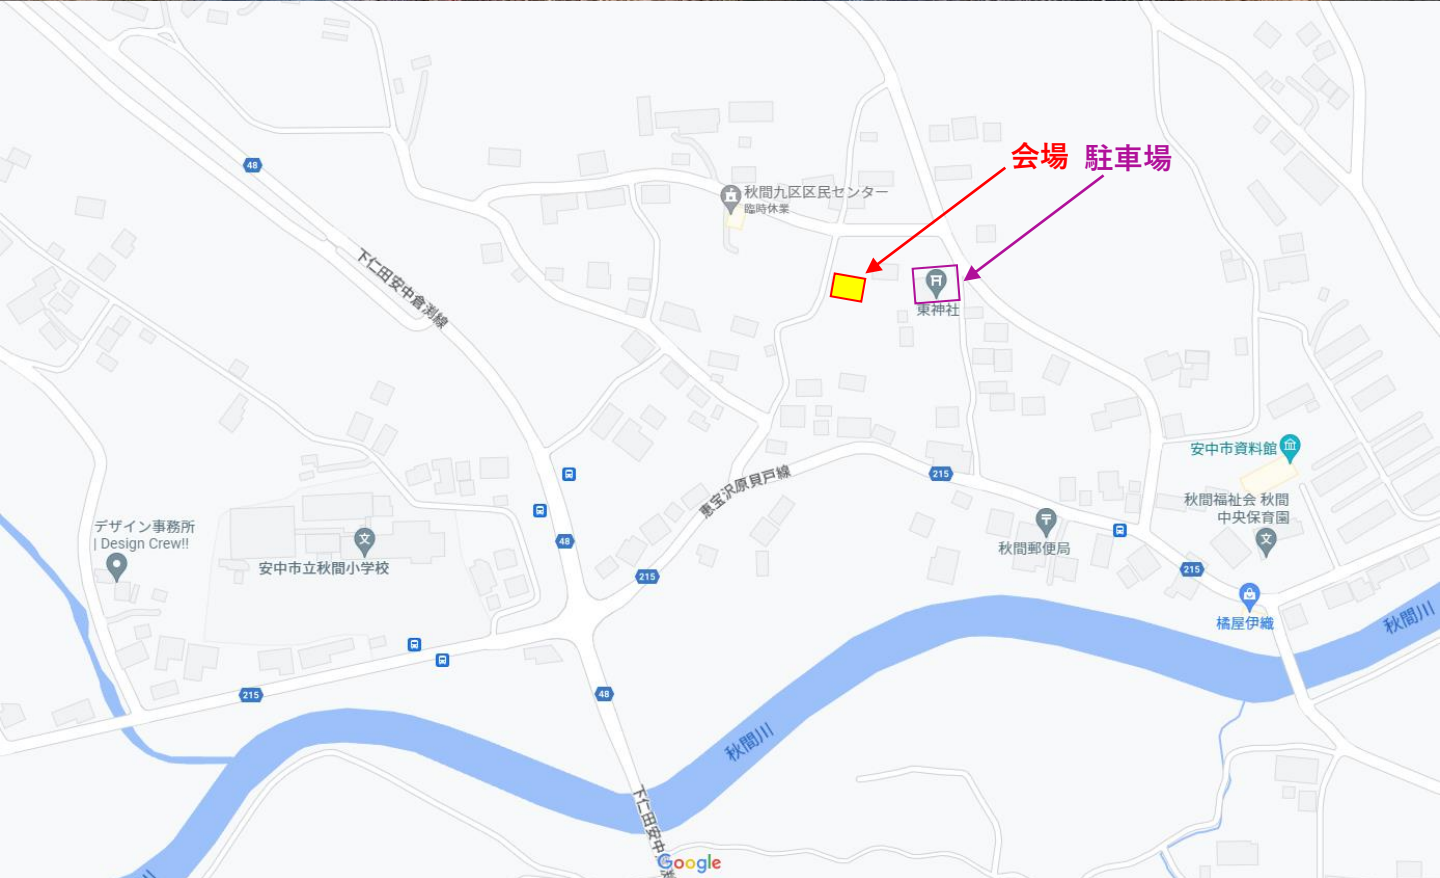 48
会場
駐車場
秋間九区区民センター
臨時休業
下仁田安中倉渕線
東神社
安中市資料館
215
恵宝沢原貝戸線
秋間福祉会 秋間
中央保育園
デザイン事務所
| Design Crew!!
文
安中市立秋間小学校
48
秋間郵便局
文
215
215
橘屋伊織
秋間川
215
48
秋間川
下仁田安中
Google
川